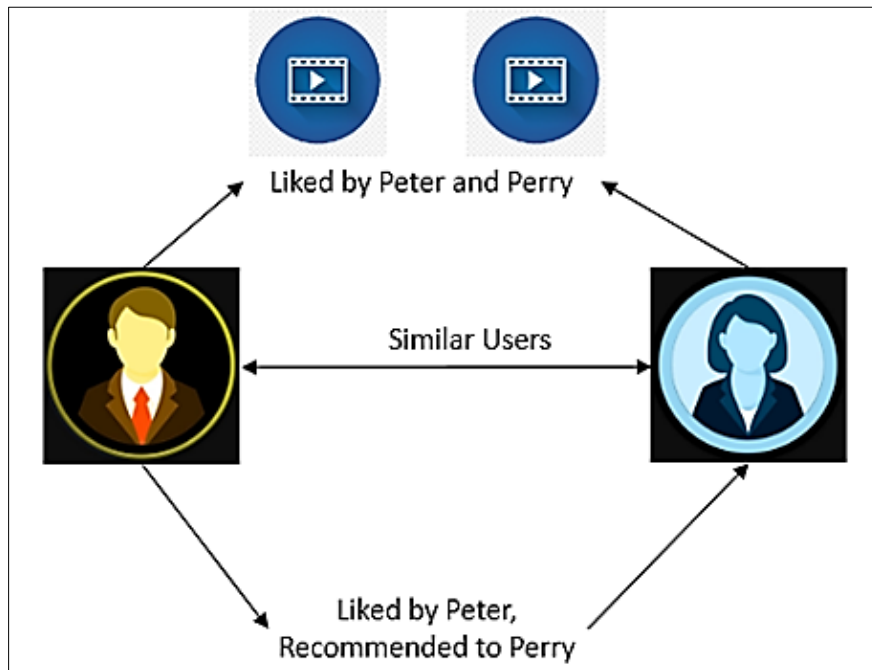 Liked by Peter and Perry
Similar Users
Liked by Peter,
Recommended to Perry